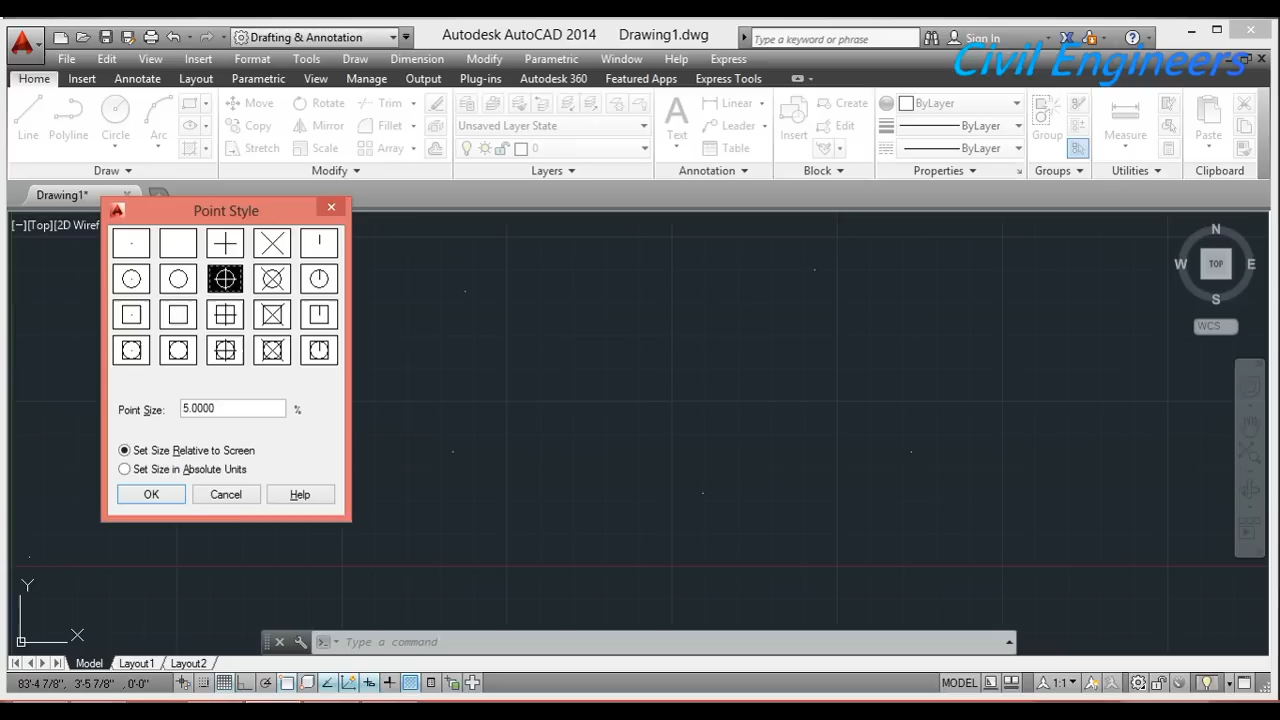 Drafting & Annotation
Autodesk AutoCAD 2014 Drawing1.dwg
Type a keyword or phrase
Sign In
Civil Engineers
File Edit View Insert Format Tools Draw Dimension Modify Parametric Window Help Express
Home Insert Annotate Layout Parametric View Manage Output Plug-ins Autodesk 360 Featured Apps Express Tools
Move Rotate Trim
Unsaved Layer State
Linear
Create
ByLayer
Copy Mirror Fillet
Leader
Edit
ByLayer
Line Polyline Circle Arc
Stretch Scale Array
0
Text
Table
Insert
ByLayer
Group
Measure
Paste
Draw Modify Layers Annotation Block Properties Groups Utilities Clipboard
Drawing1*
[−][Top][2D Wiref
Point Style
Point Size: 5.0000 %
Set Size Relative to Screen
Set Size in Absolute Units
OK Cancel Help
N
W TOP E
S
WCS
Y
X
Type a command
Model Layout1 Layout2
83'-4 7/8", 3'-5 7/8" , 0'-0"
MODEL
1:1